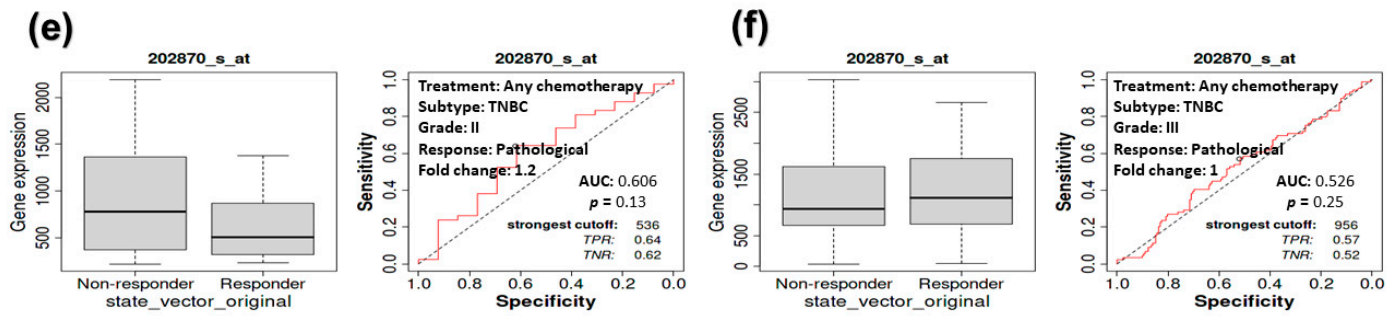 (e)
202870_s_at
Gene expression
2000
1500
1000
500
Non-responder
Responder
state_vector_original
202870_s_at
Sensitivity
1.0
0.8
0.6
0.4
0.2
0.0
Treatment: Any chemotherapy
Subtype: TNBC
Grade: II
Response: Pathological
Fold change: 1.2
AUC: 0.606
p = 0.13
strongest cutoff: 536
TPR: 0.64
TNR: 0.62
1.0 0.8 0.6 0.4 0.2 0.0
Specificity
(f)
202870_s_at
Gene expression
2500
1500
500
0
Non-responder
Responder
state_vector_original
202870_s_at
Sensitivity
1.0
0.8
0.6
0.4
0.2
0.0
Treatment: Any chemotherapy
Subtype: TNBC
Grade: III
Response: Pathological
Fold change: 1
AUC: 0.526
p = 0.25
strongest cutoff: 956
TPR: 0.57
TNR: 0.52
1.0 0.8 0.6 0.4 0.2 0.0
Specificity